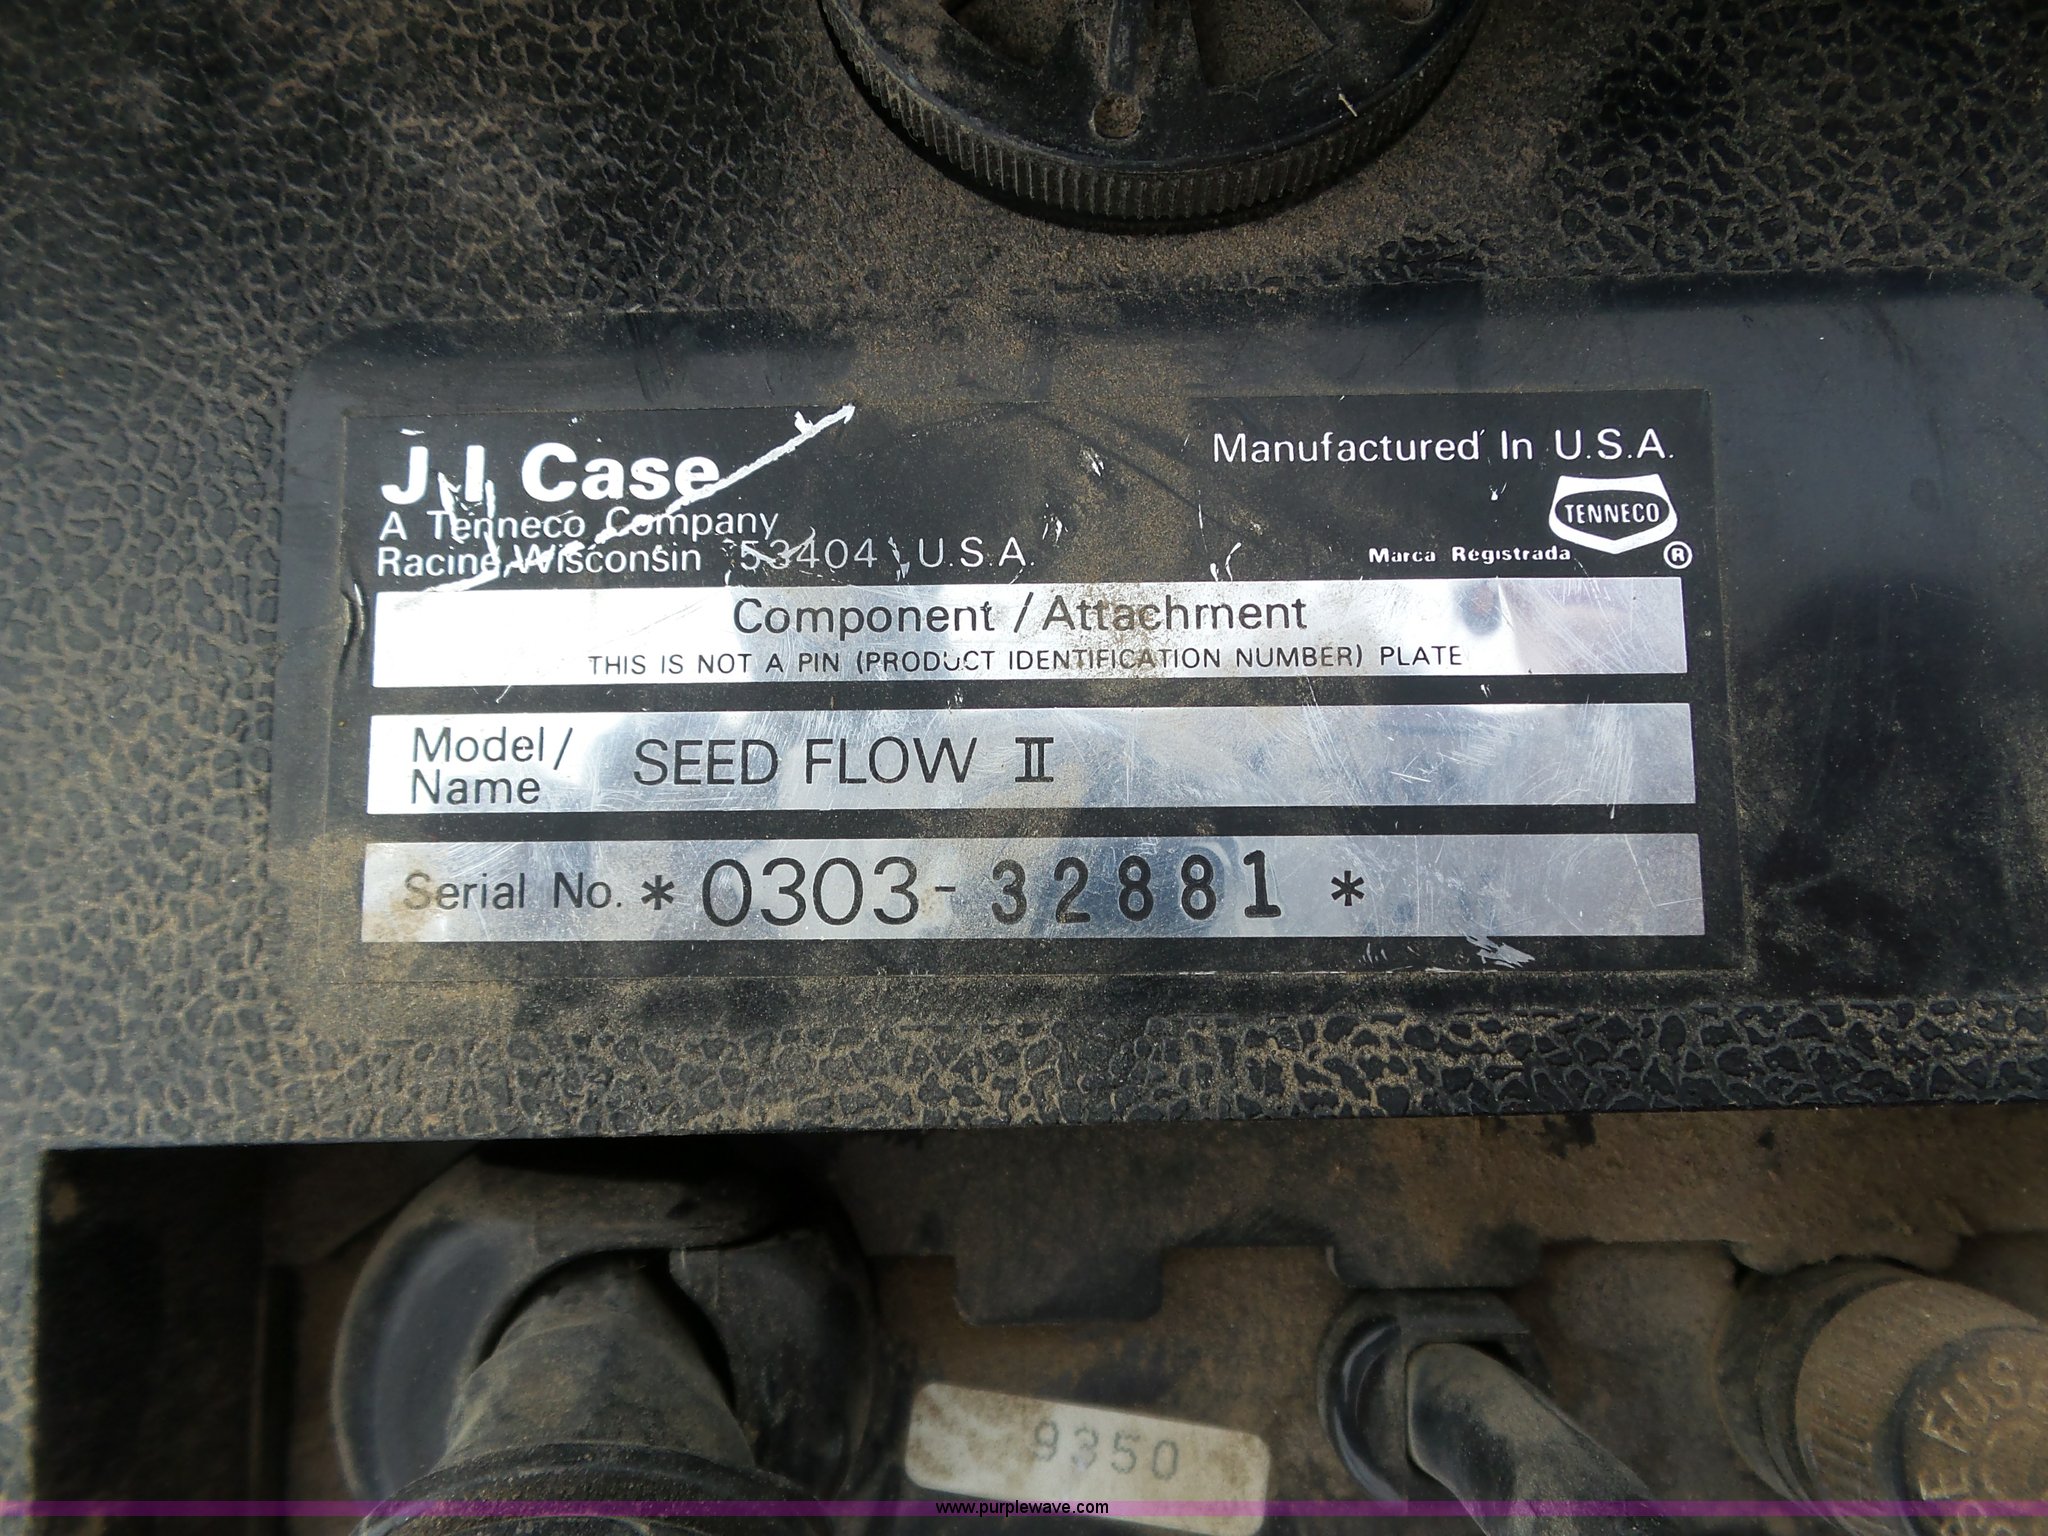 J I Case
A Tenneco Company
Racine, Wisconsin 53404 U.S.A.
Manufactured In U.S.A.
TENNECO
Marca Registrada ®
Component / Attachment
THIS IS NOT A PIN (PRODUCT IDENTIFICATION NUMBER) PLATE
Model/ Name SEED FLOW II
Serial No. *0303-32881 *
9350
FUSE
www.purplewave.com